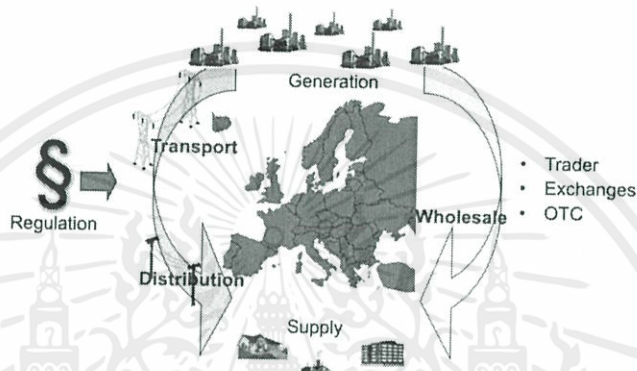 Generation
Transport
§
Regulation
Wholesale
• Trader
• Exchanges
• OTC
Distribution
Supply